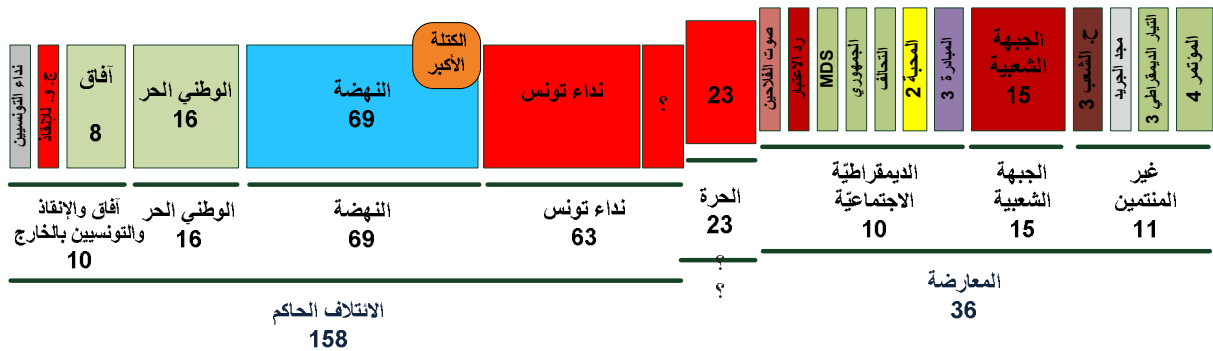 المؤتمر 4
التيار الديمقراطي 3
مجد الجريد
ح. الشعب 3
الجبهة
الشعبية
15
المبادرة 3
المحبة 2
التحالف
الجمهوري
MDS
رد الاعتبار
صوت الفلاحين
23
؟
نداء تونس
الكتلة
الأكبر
النهضة
69
الوطني الحر
16
آفاق
8
ج. و. للإنقاذ
نداء التونسيين
غير
المنتمين
11
الجبهة
الشعبية
15
الديمقراطيّة
الاجتماعيّة
10
الحرة
23
؟
؟
نداء تونس
63
النهضة
69
الوطني الحر
16
آفاق والإنقاذ
والتونسيين بالخارج
10
المعارضة
36
الائتلاف الحاكم
158